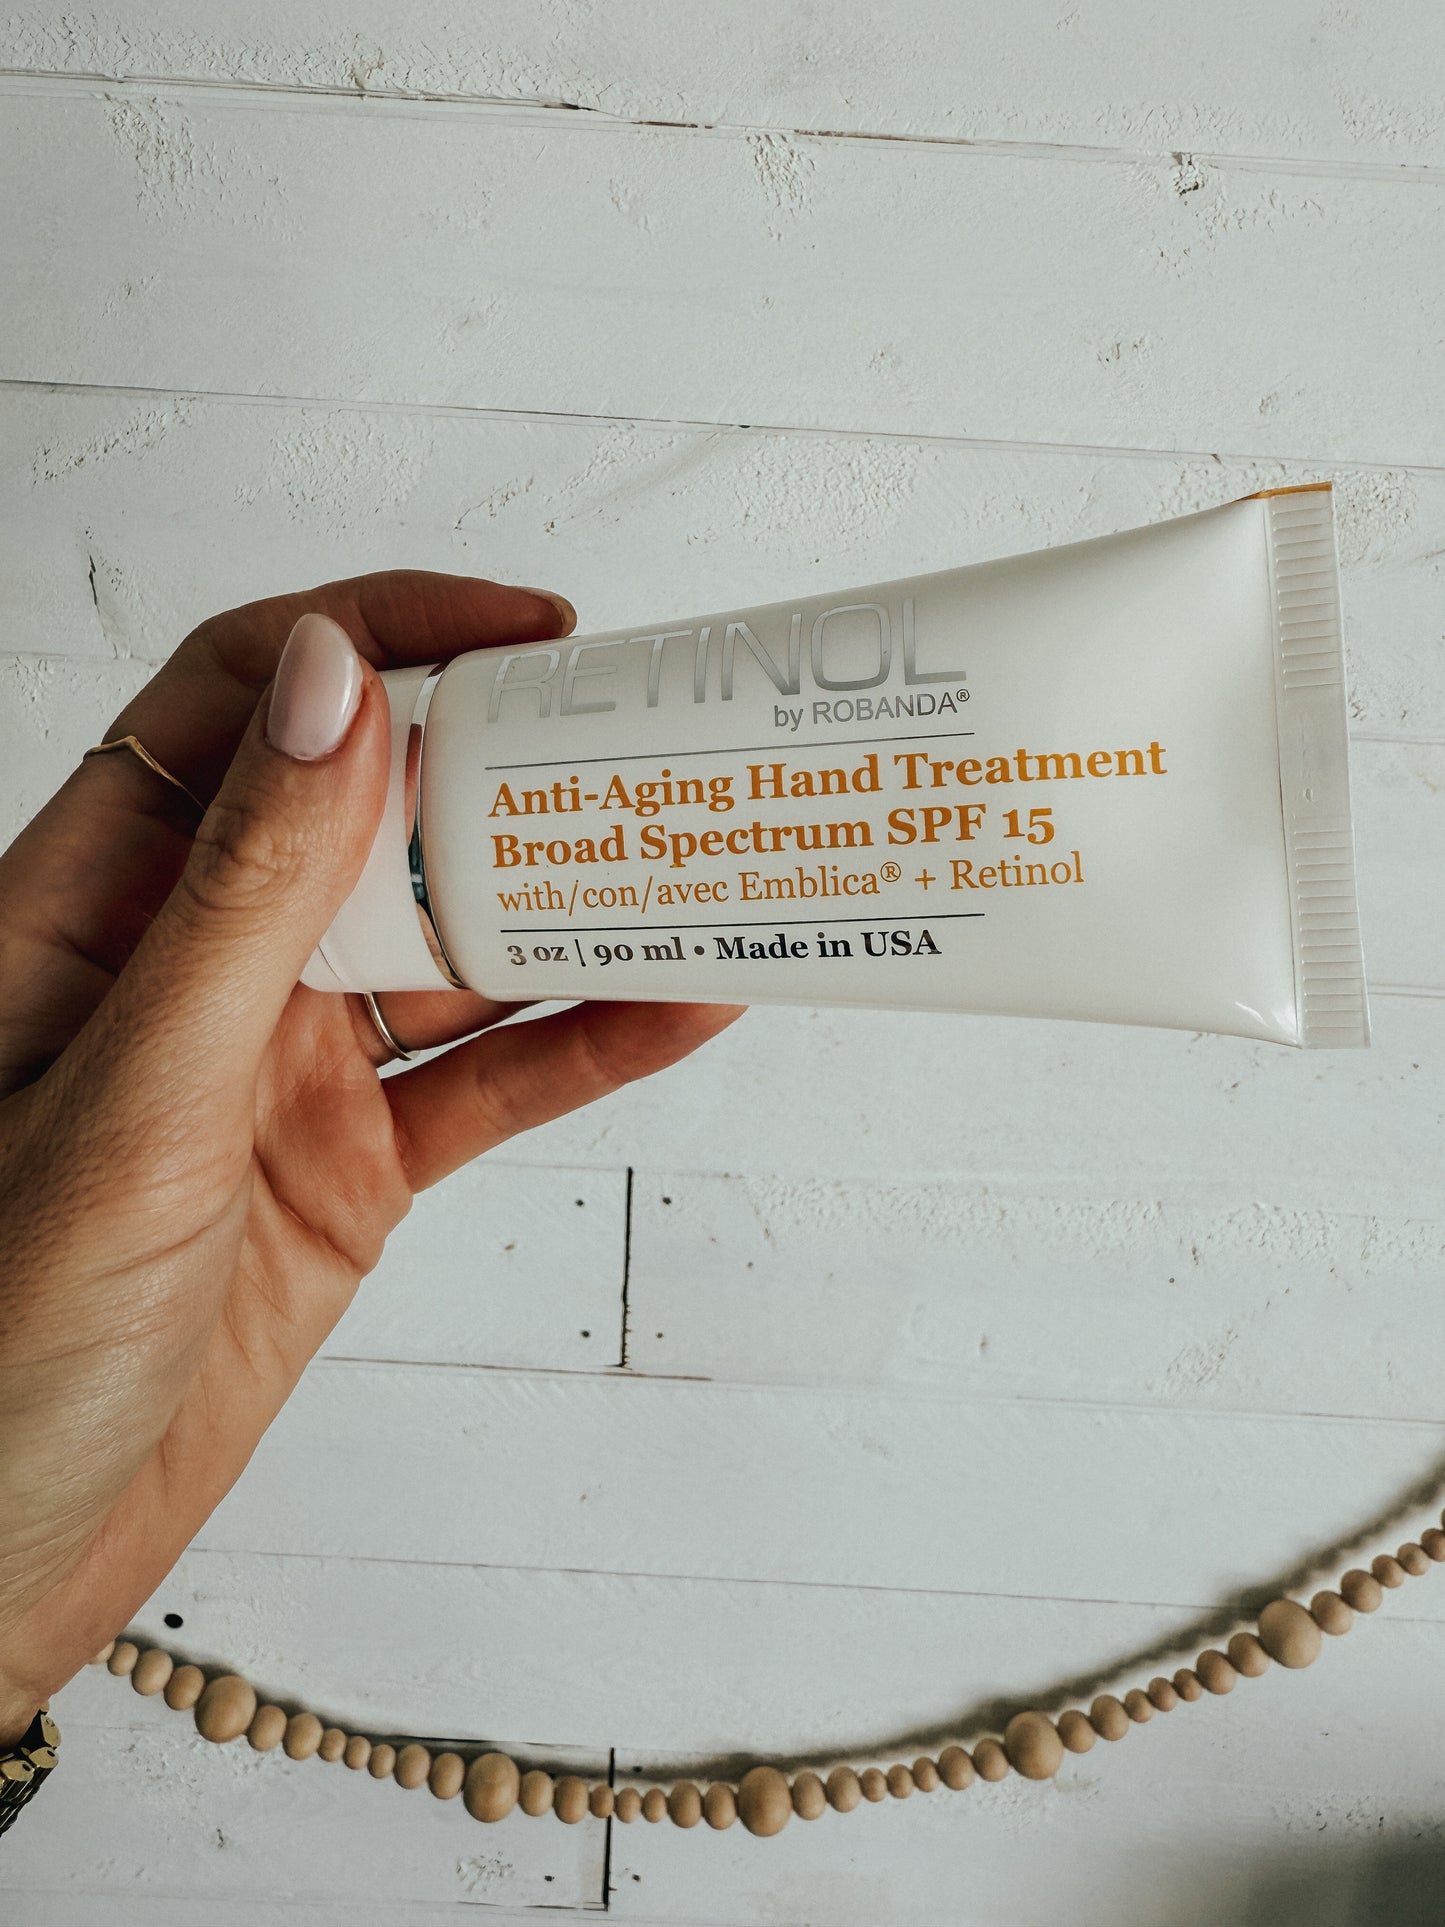 RETINOL
by ROBANDA®
Anti-Aging Hand Treatment
Broad Spectrum SPF 15
with/con/avec Emblica® + Retinol
3 oz | 90 ml • Made in USA